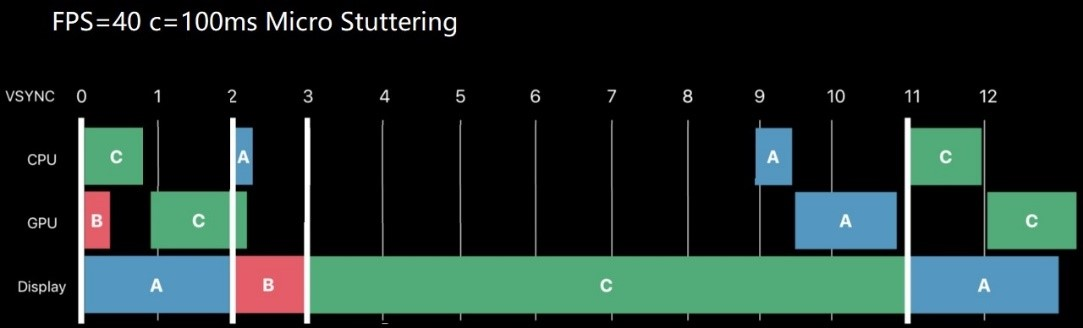 FPS=40 c=100ms Micro Stuttering
VSYNC 0 1 2 3 4 5 6 7 8 9 10 11 12
CPU C A A C
GPU B C A C
Display A B C A